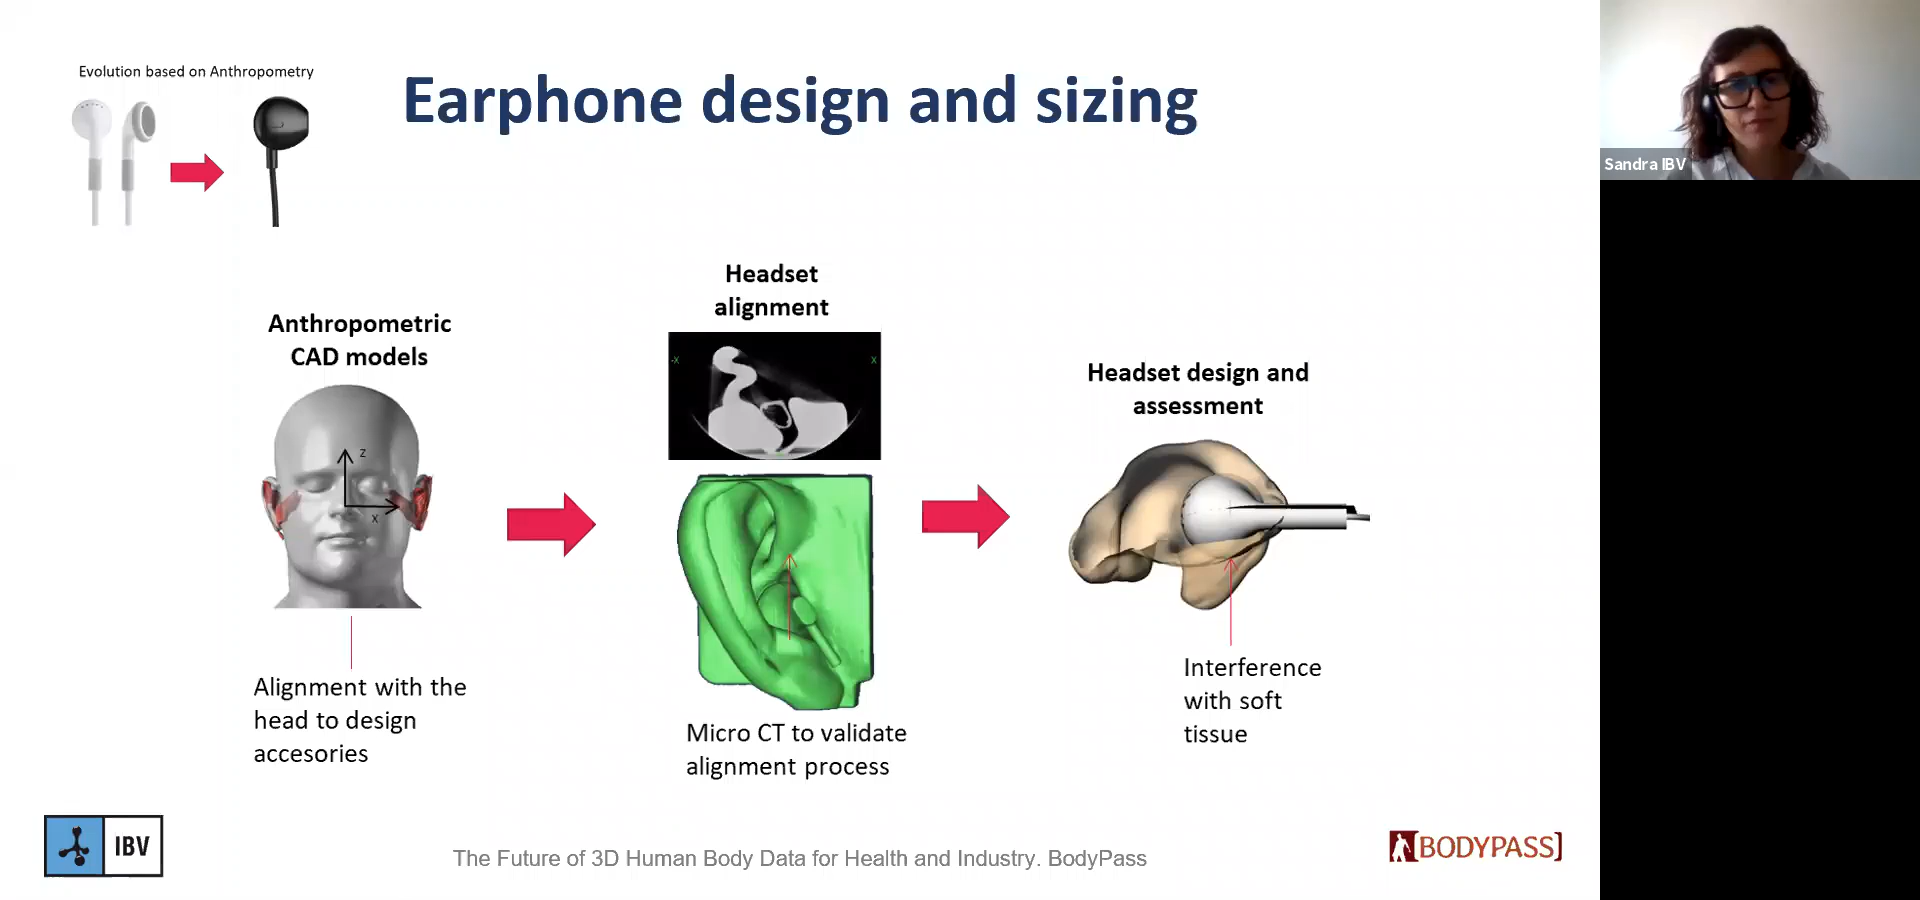 Evolution based on Anthropometry
Earphone design and sizing
Sandra IBV
Anthropometric
CAD models
Z
X
Alignment with the
head to design
accesories
Headset
alignment
-X
X
Micro CT to validate
alignment process
Headset design and
assessment
Interference
with soft
tissue
IBV
The Future of 3D Human Body Data for Health and Industry. BodyPass
[BODYPASS]